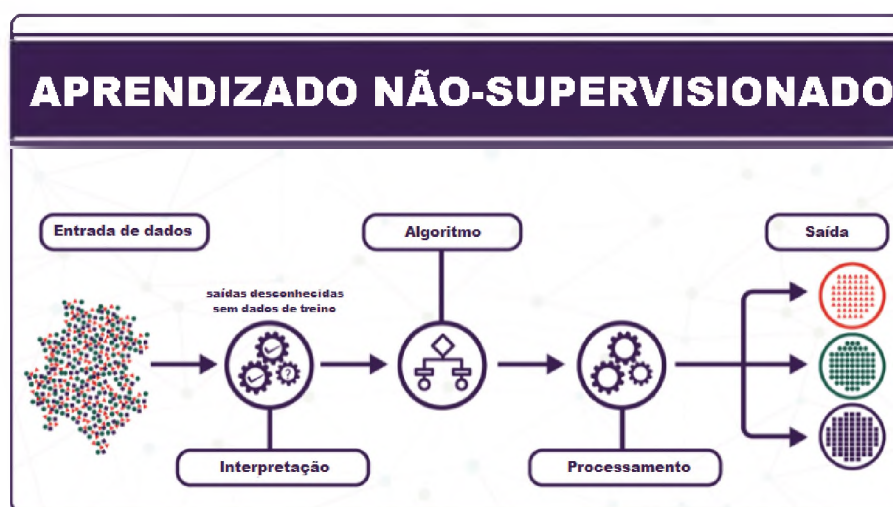 APRENDIZADO NÃO-SUPERVISIONADO
Entrada de dados
Algoritmo
Saída
saídas desconhecidas
sem dados de treino
?
Interpretação
Processamento